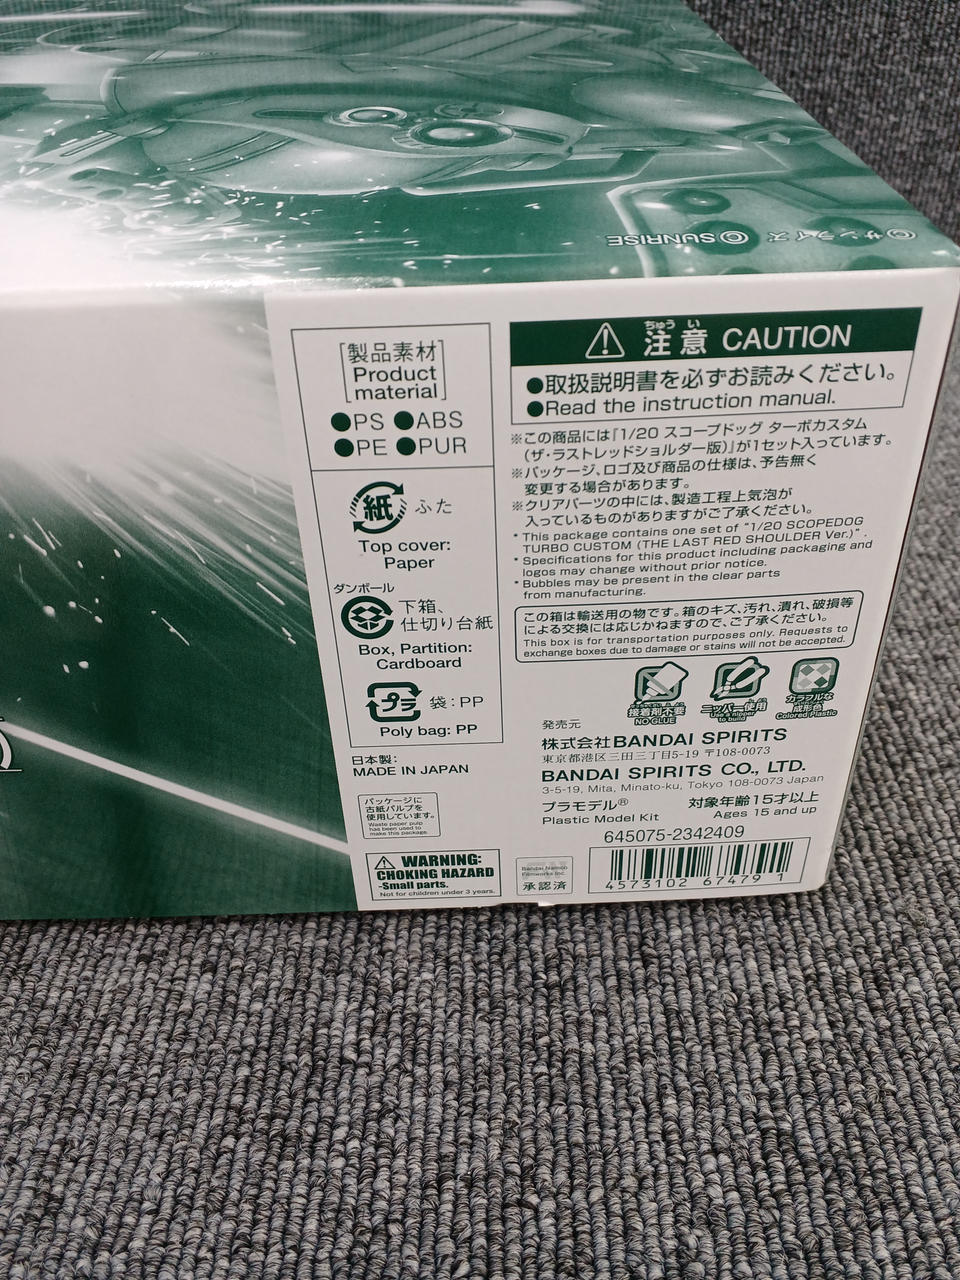 ©サンライズ ©SUNRISE
[製品素材]
Product
material
●PS ●ABS
●PE ●PUR
紙 ふた
Top cover:
Paper
ダンボール
下箱、
仕切り台紙
Box, Partition:
Cardboard
プラ 袋:PP
Poly bag: PP
日本製:
MADE IN JAPAN
パッケージに
古紙パルプを
使用しています。
Waste paper pulp
has been used to
make this package.
WARNING:
CHOKING HAZARD
-Small parts.
Not for children under 3 years.
ちゅう い
注意 CAUTION
●取扱説明書を必ずお読みください。
●Read the instruction manual.
※この商品には「1/20 スコープドッグ ターボカスタム
(ザ・ラストレッドショルダー版)」が1セット入っています。
※パッケージ、ロゴ及び商品の仕様は、予告無く
変更する場合があります。
※クリアパーツの中には、製造工程上気泡が
入っているものがありますがご了承ください。
* This package contains one set of "1/20 SCOPEDOG
TURBO CUSTOM (THE LAST RED SHOULDER Ver.)".
* Specifications for this product including packaging and
logos may change without prior notice.
* Bubbles may be present in the clear parts
from manufacturing.
この箱は輸送用の物です。箱のキズ、汚れ、潰れ、破損等
による交換には応じかねますので、ご了承ください。
This box is for transportation purposes only. Requests to
exchange boxes due to damage or stains will not be accepted.
接着剤不要
NO GLUE
ニッパー使用
Use a nipper
to build
カラフルな
成形色
Colored Plastic
発売元
株式会社BANDAI SPIRITS
東京都港区三田三丁目5-19 〒108-0073
BANDAI SPIRITS CO., LTD.
3-5-19, Mita, Minato-ku, Tokyo 108-0073 Japan
プラモデル® 対象年齢15才以上
Plastic Model Kit Ages 15 and up
645075-2342409
Bandai Namco
Filmworks Inc.
承認済
4573102 67479 1